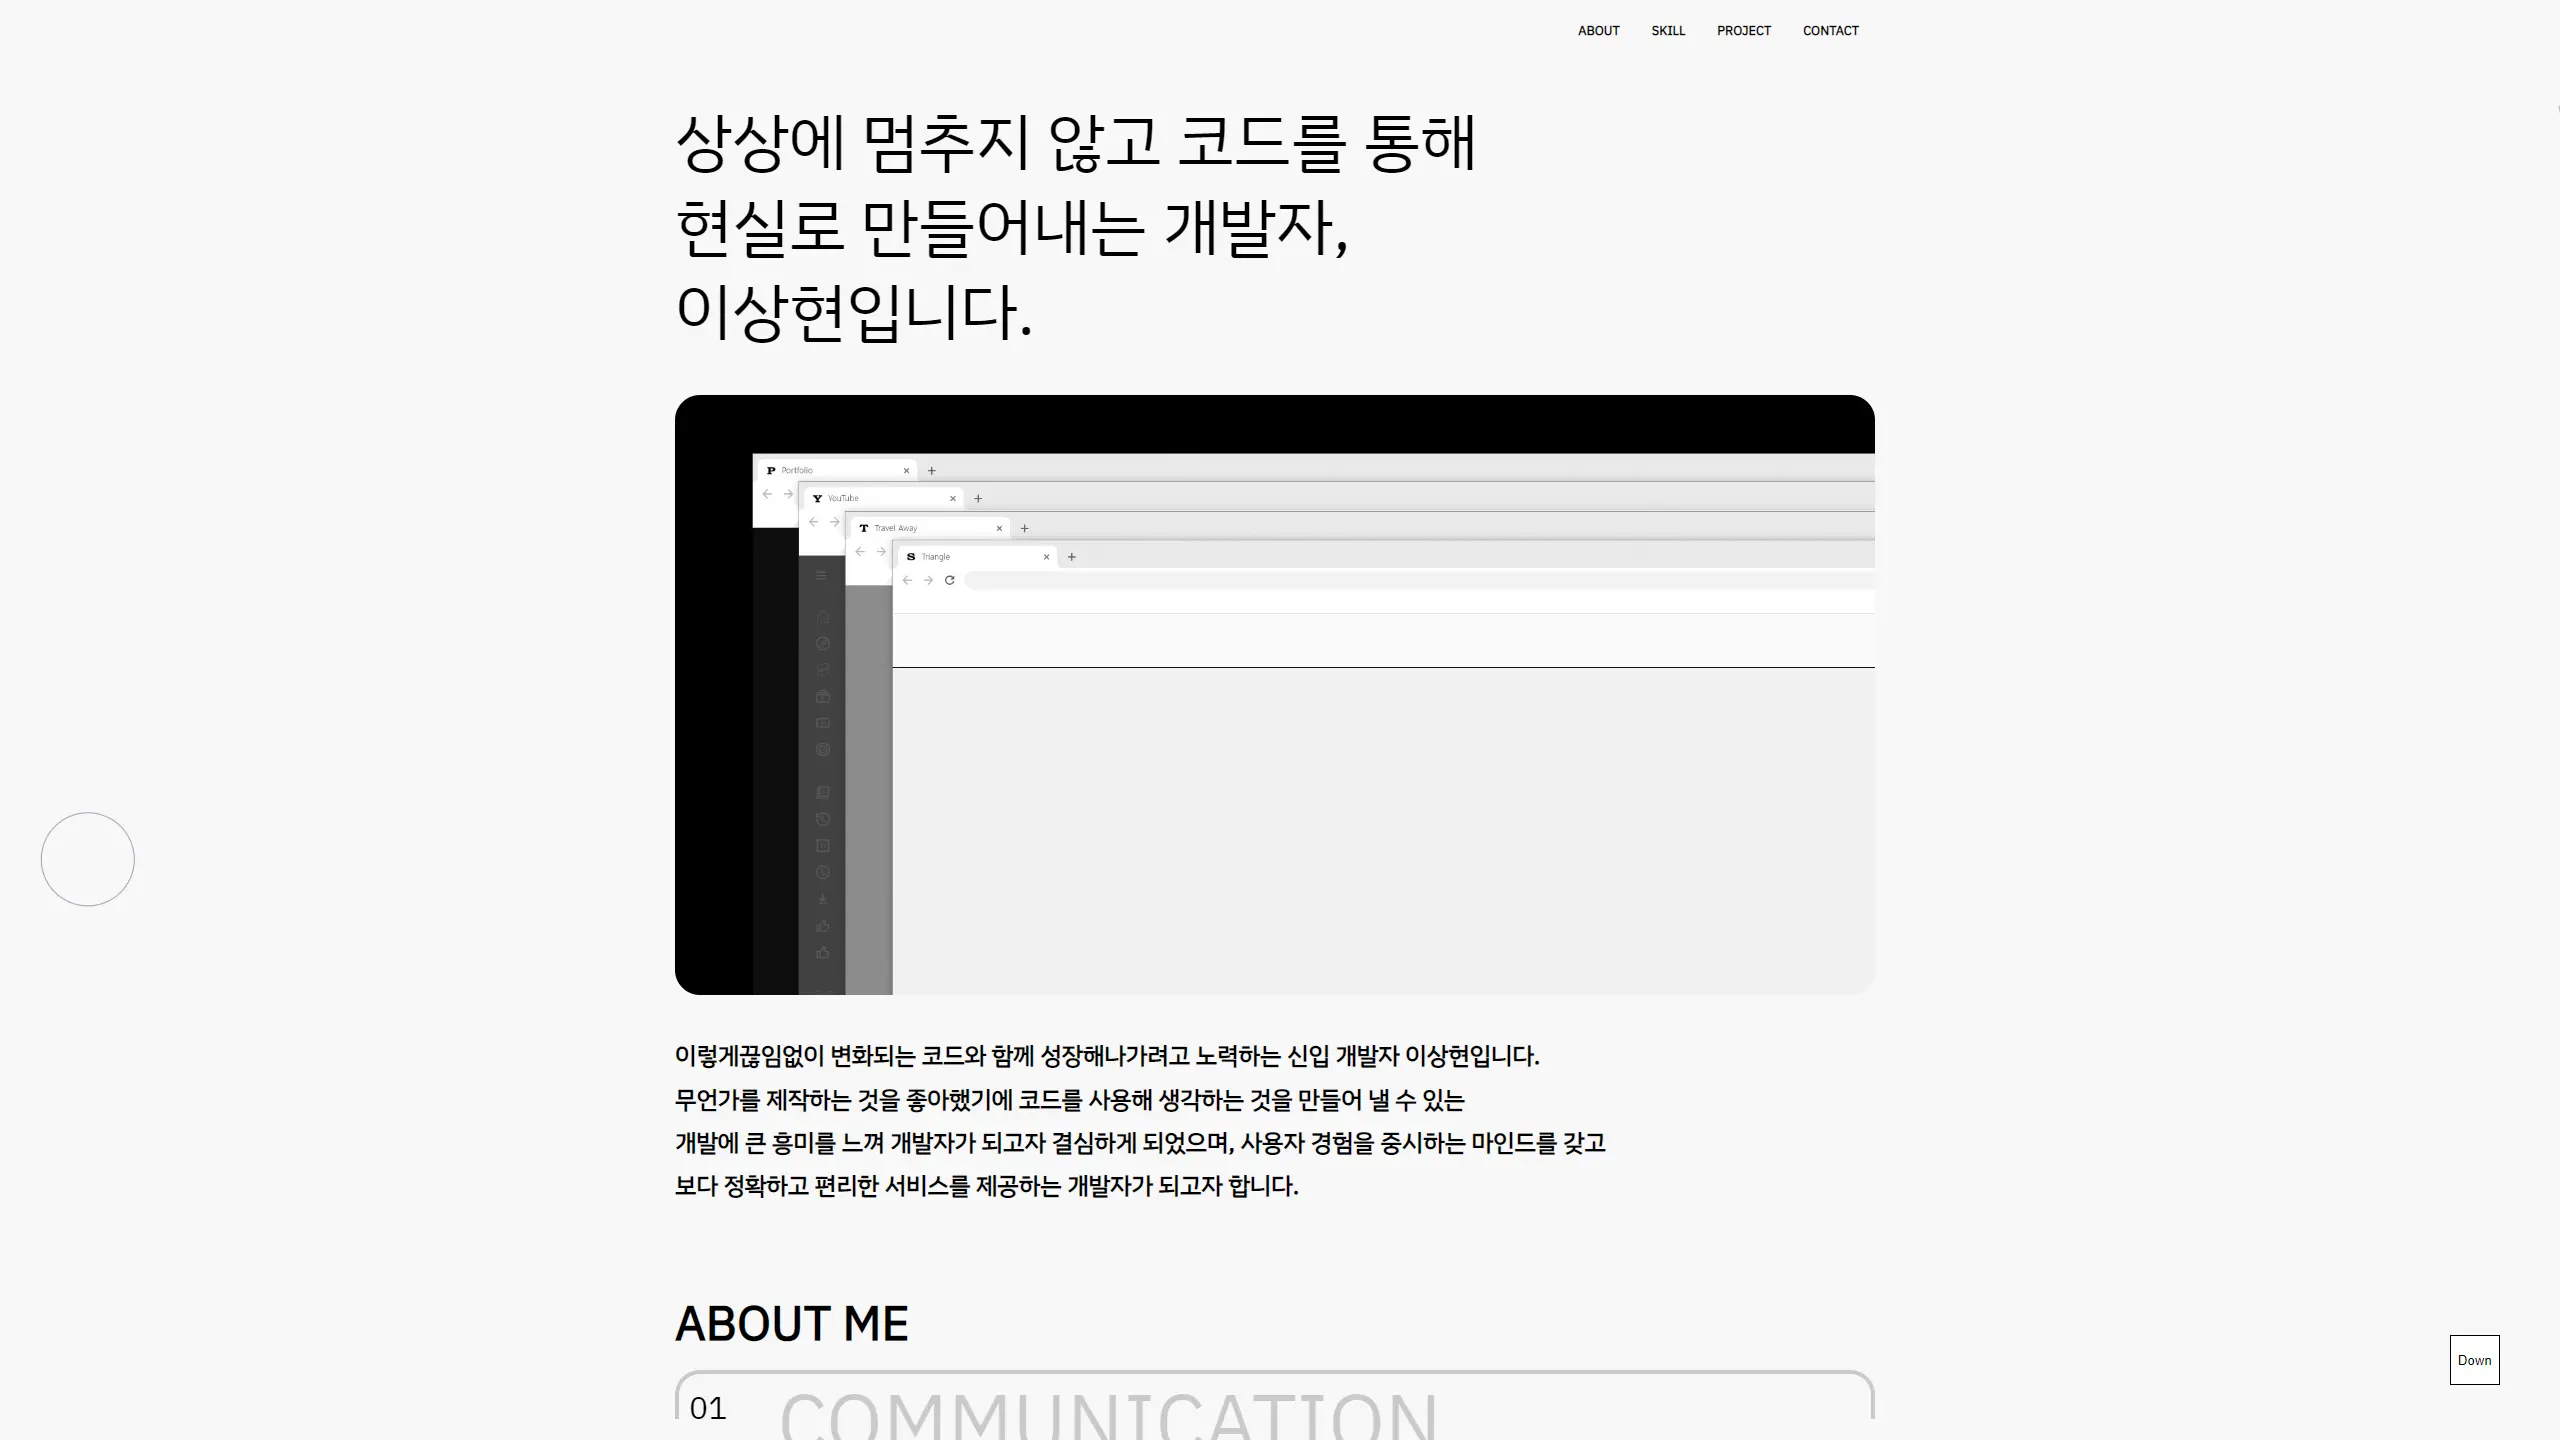 ABOUT SKILL PROJECT CONTACT
상상에 멈추지 않고 코드를 통해
현실로 만들어내는 개발자,
이상현입니다.
P Portfolio
Y YouTube
T Travel Away
S Triangle
이렇게끊임없이 변화되는 코드와 함께 성장해나가려고 노력하는 신입 개발자 이상현입니다.
무언가를 제작하는 것을 좋아했기에 코드를 사용해 생각하는 것을 만들어 낼 수 있는
개발에 큰 흥미를 느껴 개발자가 되고자 결심하게 되었으며, 사용자 경험을 중시하는 마인드를 갖고
보다 정확하고 편리한 서비스를 제공하는 개발자가 되고자 합니다.
ABOUT ME
Down
01 COMMUNICATION